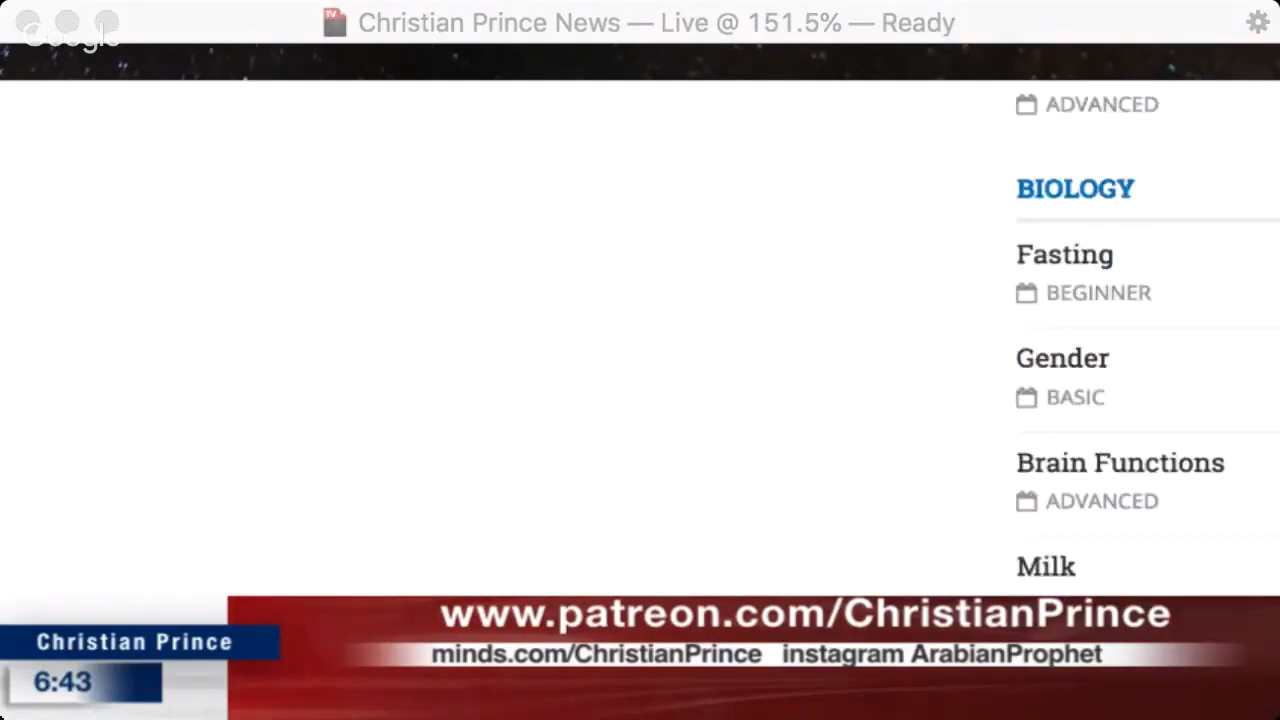 Christian Prince News — Live @ 151.5% — Ready
Google
ADVANCED
BIOLOGY
Fasting
BEGINNER
Gender
BASIC
Brain Functions
ADVANCED
Milk
www.patreon.com/ChristianPrince
minds.com/ChristianPrince instagram ArabianProphet
Christian Prince
6:43